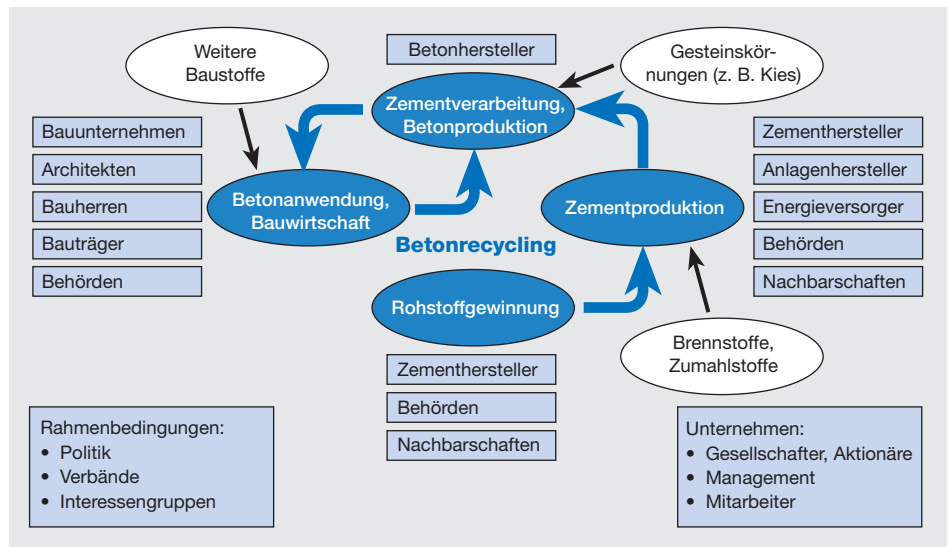 Weitere
Baustoffe
Betonhersteller
Gesteinskör-
nungen (z. B. Kies)
Zementverarbeitung,
Betonproduktion
Bauunternehmen
Architekten
Bauherren
Bauträger
Behörden
Betonanwendung,
Bauwirtschaft
Zementproduktion
Zementhersteller
Anlagenhersteller
Energieversorger
Behörden
Nachbarschaften
Betonrecycling
Rohstoffgewinnung
Zementhersteller
Behörden
Nachbarschaften
Brennstoffe,
Zumahlstoffe
Rahmenbedingungen:
• Politik
• Verbände
• Interessengruppen
Unternehmen:
• Gesellschafter, Aktionäre
• Management
• Mitarbeiter